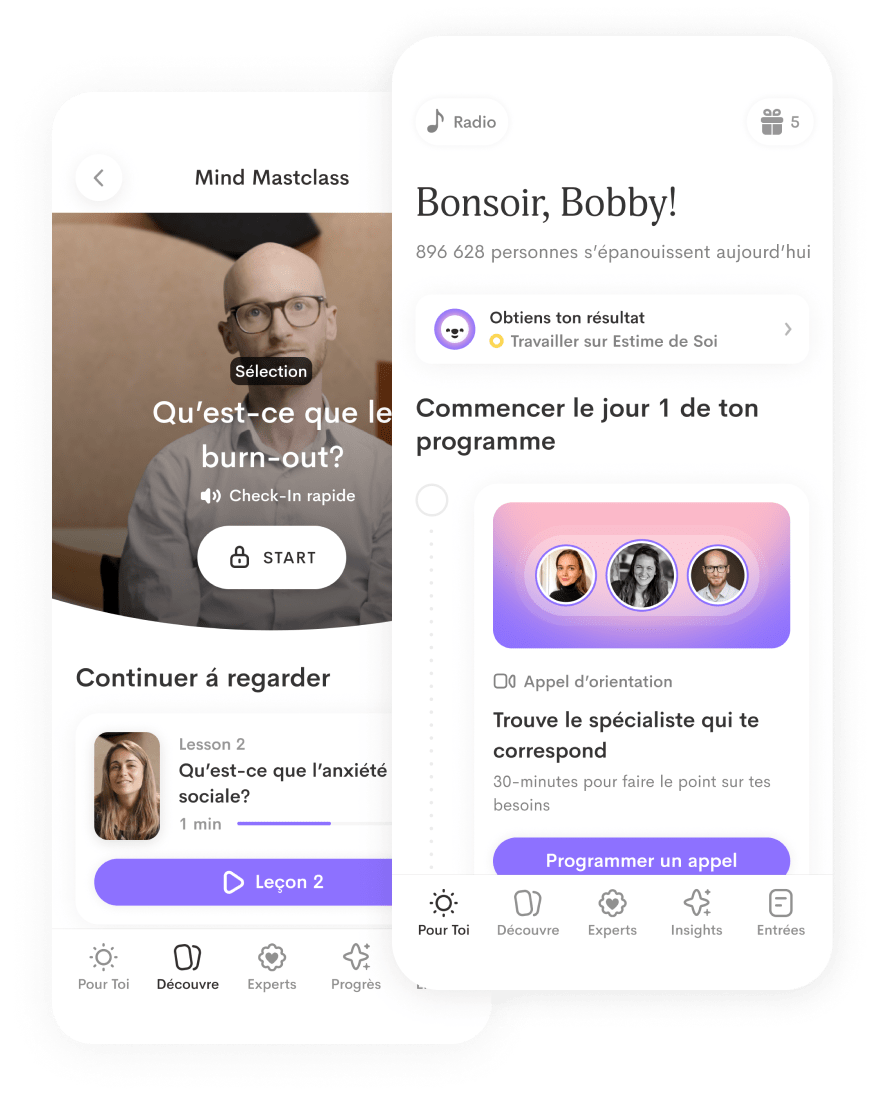 Mind Mastclass
Sélection
Qu’est-ce que le
burn-out?
Check-In rapide
START
Continuer á regarder
Lesson 2
Qu’est-ce que l’anxiété
sociale?
1 min
Leçon 2
Pour Toi
Découvre
Experts
Progrès
Radio
5
Bonsoir, Bobby!
896 628 personnes s’épanouissent aujourd’hui
Obtiens ton résultat
Travailler sur Estime de Soi
Commencer le jour 1 de ton
programme
Appel d’orientation
Trouve le spécialiste qui te
correspond
30-minutes pour faire le point sur tes
besoins
Programmer un appel
Pour Toi
Découvre
Experts
Insights
Entrées